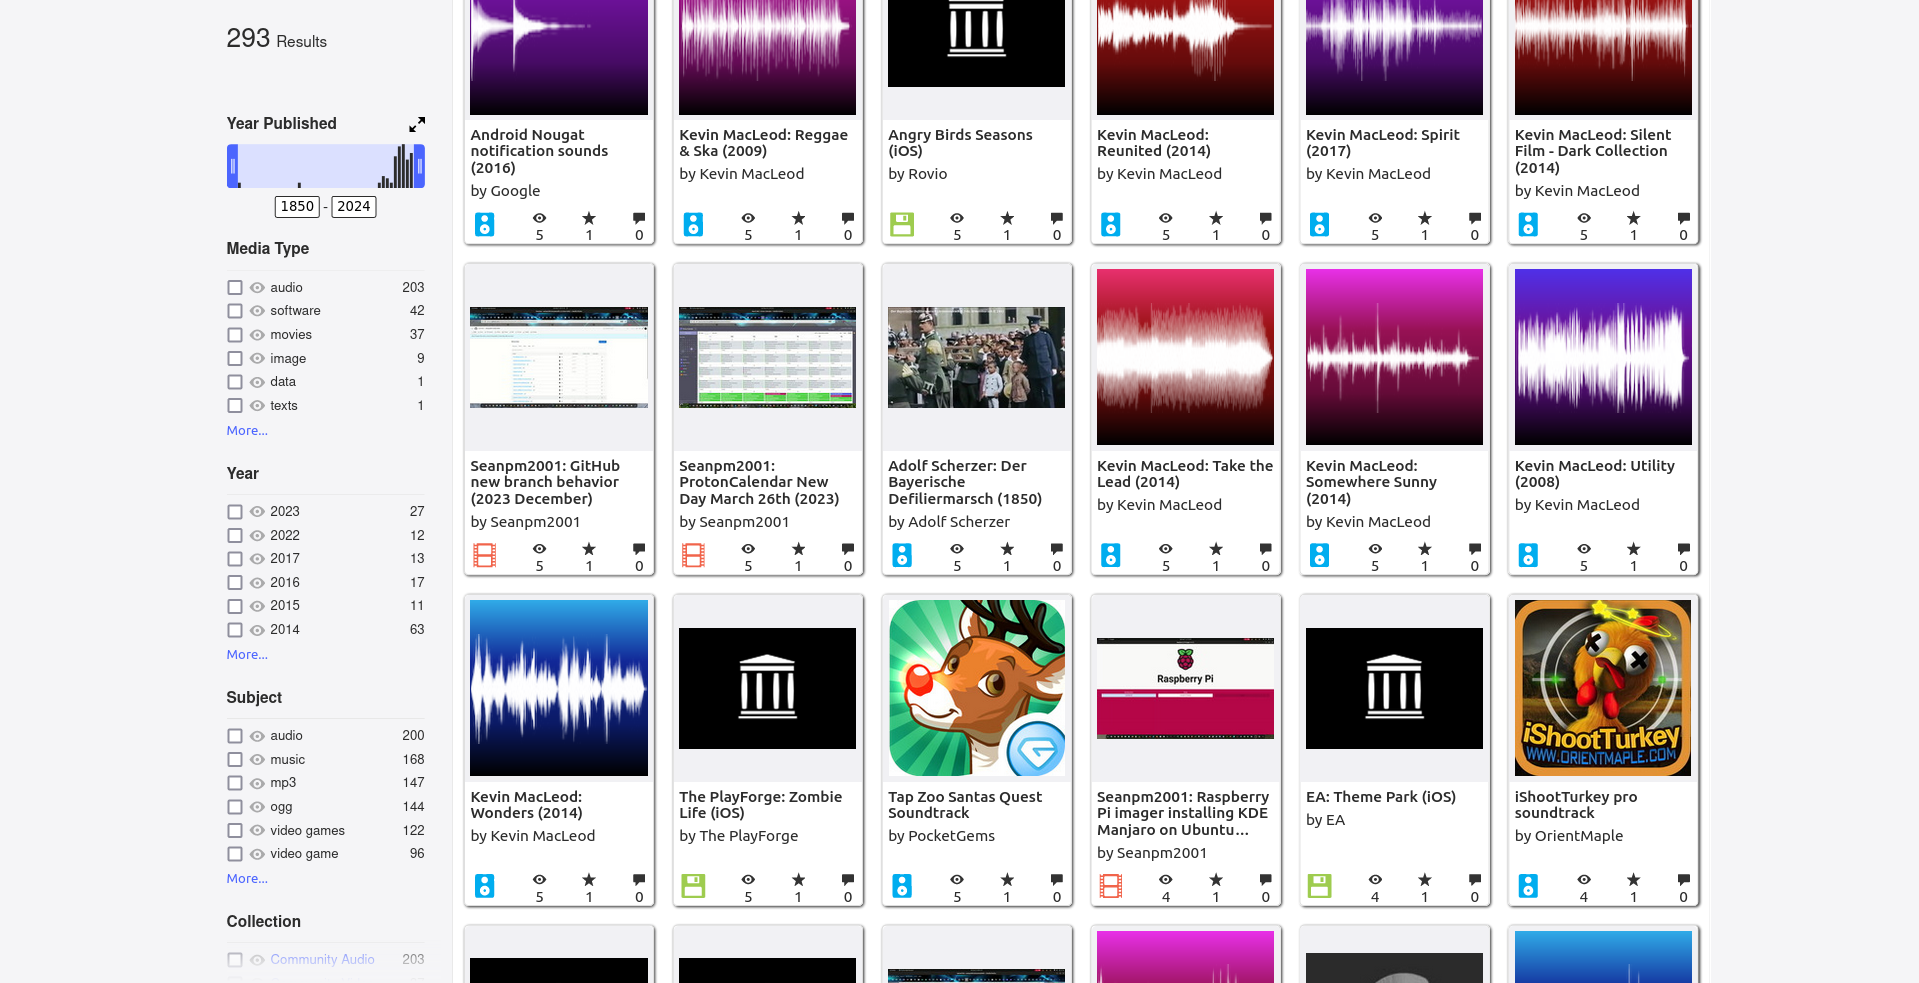 293 Results
Year Published
1850 - 2024
Media Type
audio 203
software 42
movies 37
image 9
data 1
texts 1
More...
Year
2023 27
2022 12
2017 13
2016 17
2015 11
2014 63
More...
Subject
audio 200
music 168
mp3 147
ogg 144
video games 122
video game 96
More...
Collection
Community Audio 203
Android Nougat
notification sounds
(2016)
by Google
5 1 0
Kevin MacLeod: Reggae
& Ska (2009)
by Kevin MacLeod
5 1 0
Angry Birds Seasons
(iOS)
by Rovio
5 1 0
Kevin MacLeod:
Reunited (2014)
by Kevin MacLeod
5 1 0
Kevin MacLeod: Spirit
(2017)
by Kevin MacLeod
5 1 0
Kevin MacLeod: Silent
Film - Dark Collection
(2014)
by Kevin MacLeod
5 1 0
Seanpm2001: GitHub
new branch behavior
(2023 December)
by Seanpm2001
5 1 0
Seanpm2001:
ProtonCalendar New
Day March 26th (2023)
by Seanpm2001
5 1 0
Adolf Scherzer: Der
Bayerische
Defiliermarsch (1850)
by Adolf Scherzer
5 1 0
Kevin MacLeod: Take the
Lead (2014)
by Kevin MacLeod
5 1 0
Kevin MacLeod:
Somewhere Sunny
(2014)
by Kevin MacLeod
5 1 0
Kevin MacLeod: Utility
(2008)
by Kevin MacLeod
5 1 0
Kevin MacLeod:
Wonders (2014)
by Kevin MacLeod
5 1 0
The PlayForge: Zombie
Life (iOS)
by The PlayForge
5 1 0
Tap Zoo Santas Quest
Soundtrack
by PocketGems
5 1 0
Raspberry Pi
Seanpm2001: Raspberry
Pi imager installing KDE
Manjaro on Ubuntu...
by Seanpm2001
4 1 0
EA: Theme Park (iOS)
by EA
4 1 0
iShootTurkey
WWW.ORIENTMAPLE.COM
iShootTurkey pro
soundtrack
by OrientMaple
4 1 0